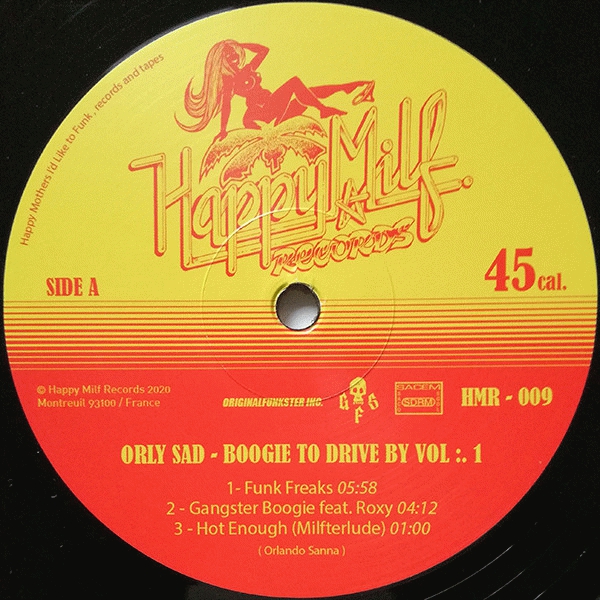 Happy Mothers I'd Like to Funk, records and tapes
Happy Milf.
RECORDS
SIDE A
45 cal.
© Happy Milf Records 2020
Montreuil 93100 / France
ORIGINALFUNKSTER INC.
G F S
SACEM
SDRM
HMR - 009
ORLY SAD - BOOGIE TO DRIVE BY VOL :. 1
1- Funk Freaks 05:58
2 - Gangster Boogie feat. Roxy 04:12
3 - Hot Enough (Milfterlude) 01:00
( Orlando Sanna )